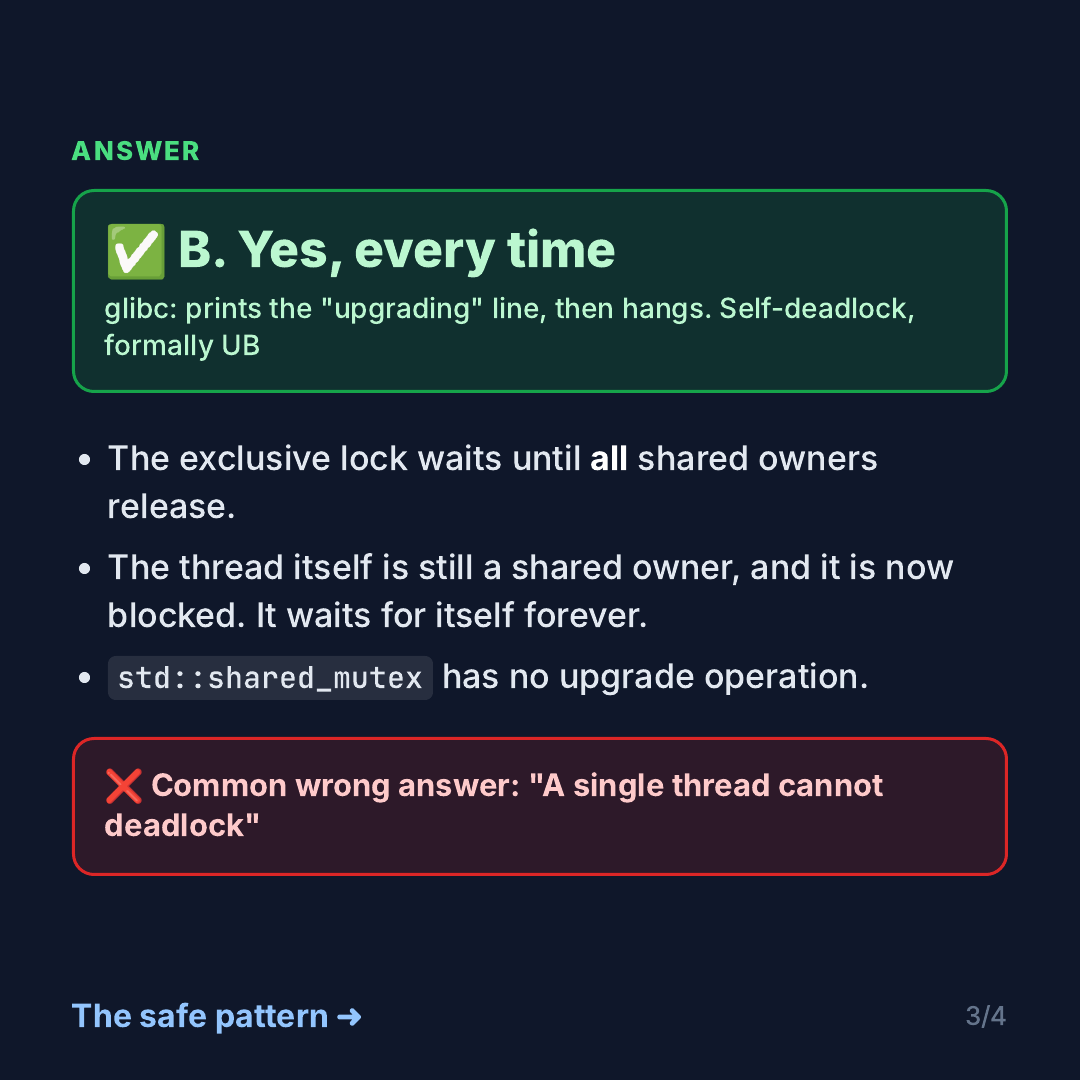 ANSWER
✅ B. Yes, every time
glibc: prints the "upgrading" line, then hangs. Self-deadlock,
formally UB
• The exclusive lock waits until all shared owners
release.
• The thread itself is still a shared owner, and it is now
blocked. It waits for itself forever.
• std::shared_mutex has no upgrade operation.
❌ Common wrong answer: "A single thread cannot
deadlock"
The safe pattern ➜
3/4